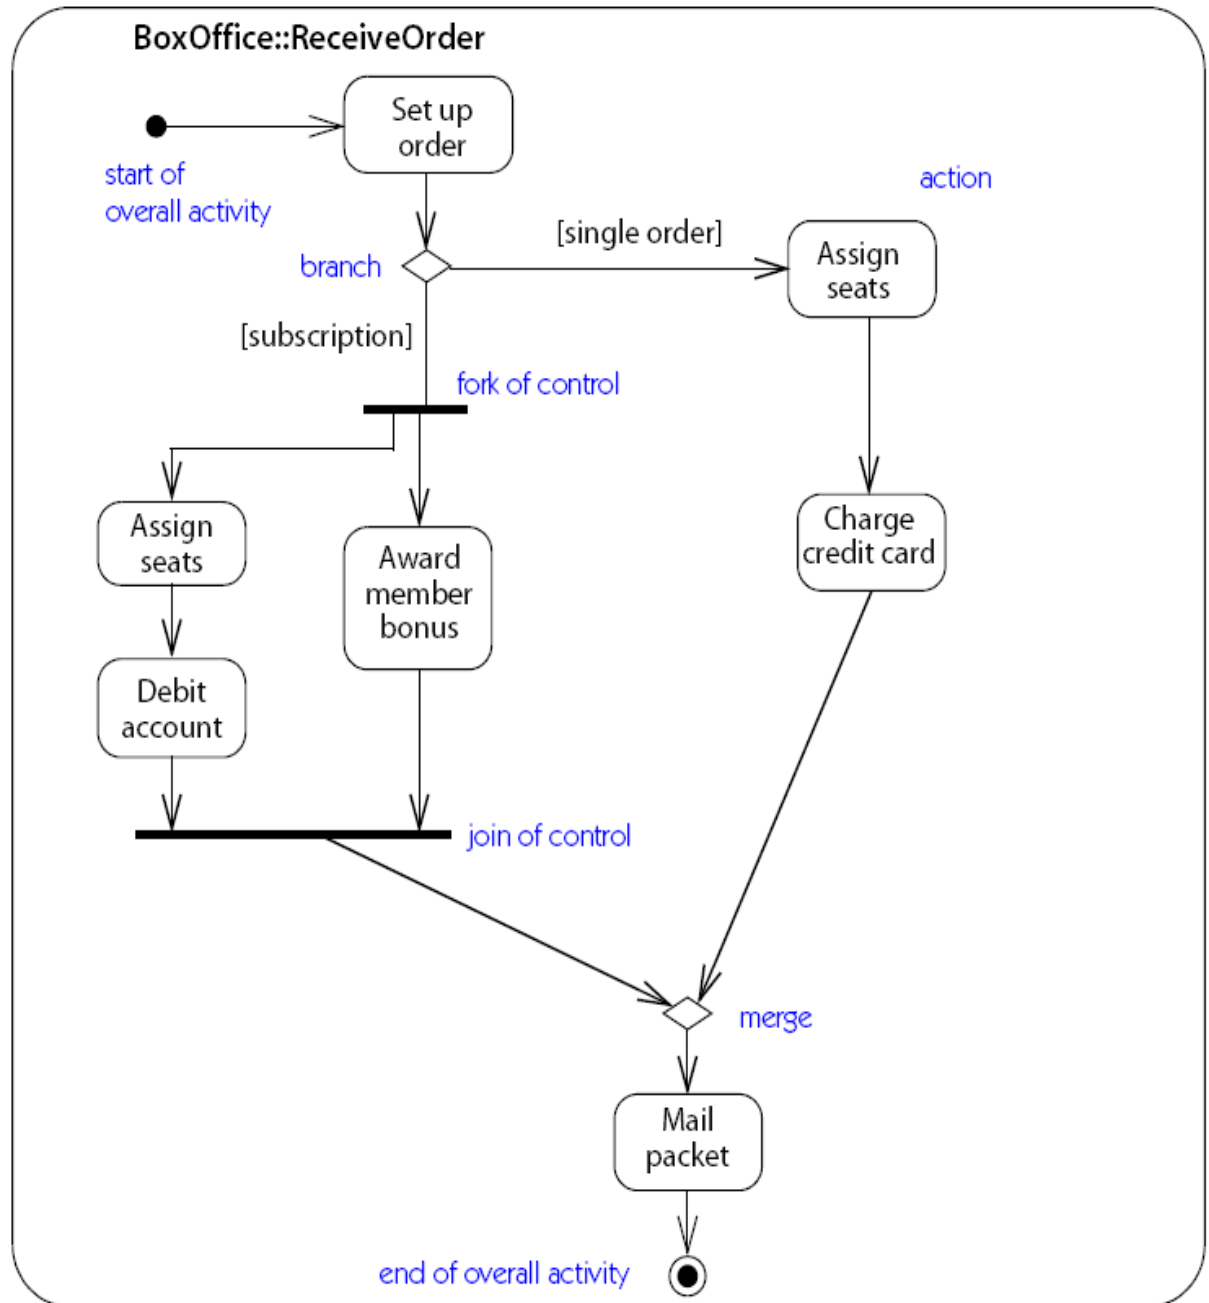 BoxOffice::ReceiveOrder
Set up
order
start of
overall activity
action
[single order]
Assign
seats
branch
[subscription]
fork of control
Assign
seats
Award
member
bonus
Charge
credit card
Debit
account
join of control
merge
Mail
packet
end of overall activity